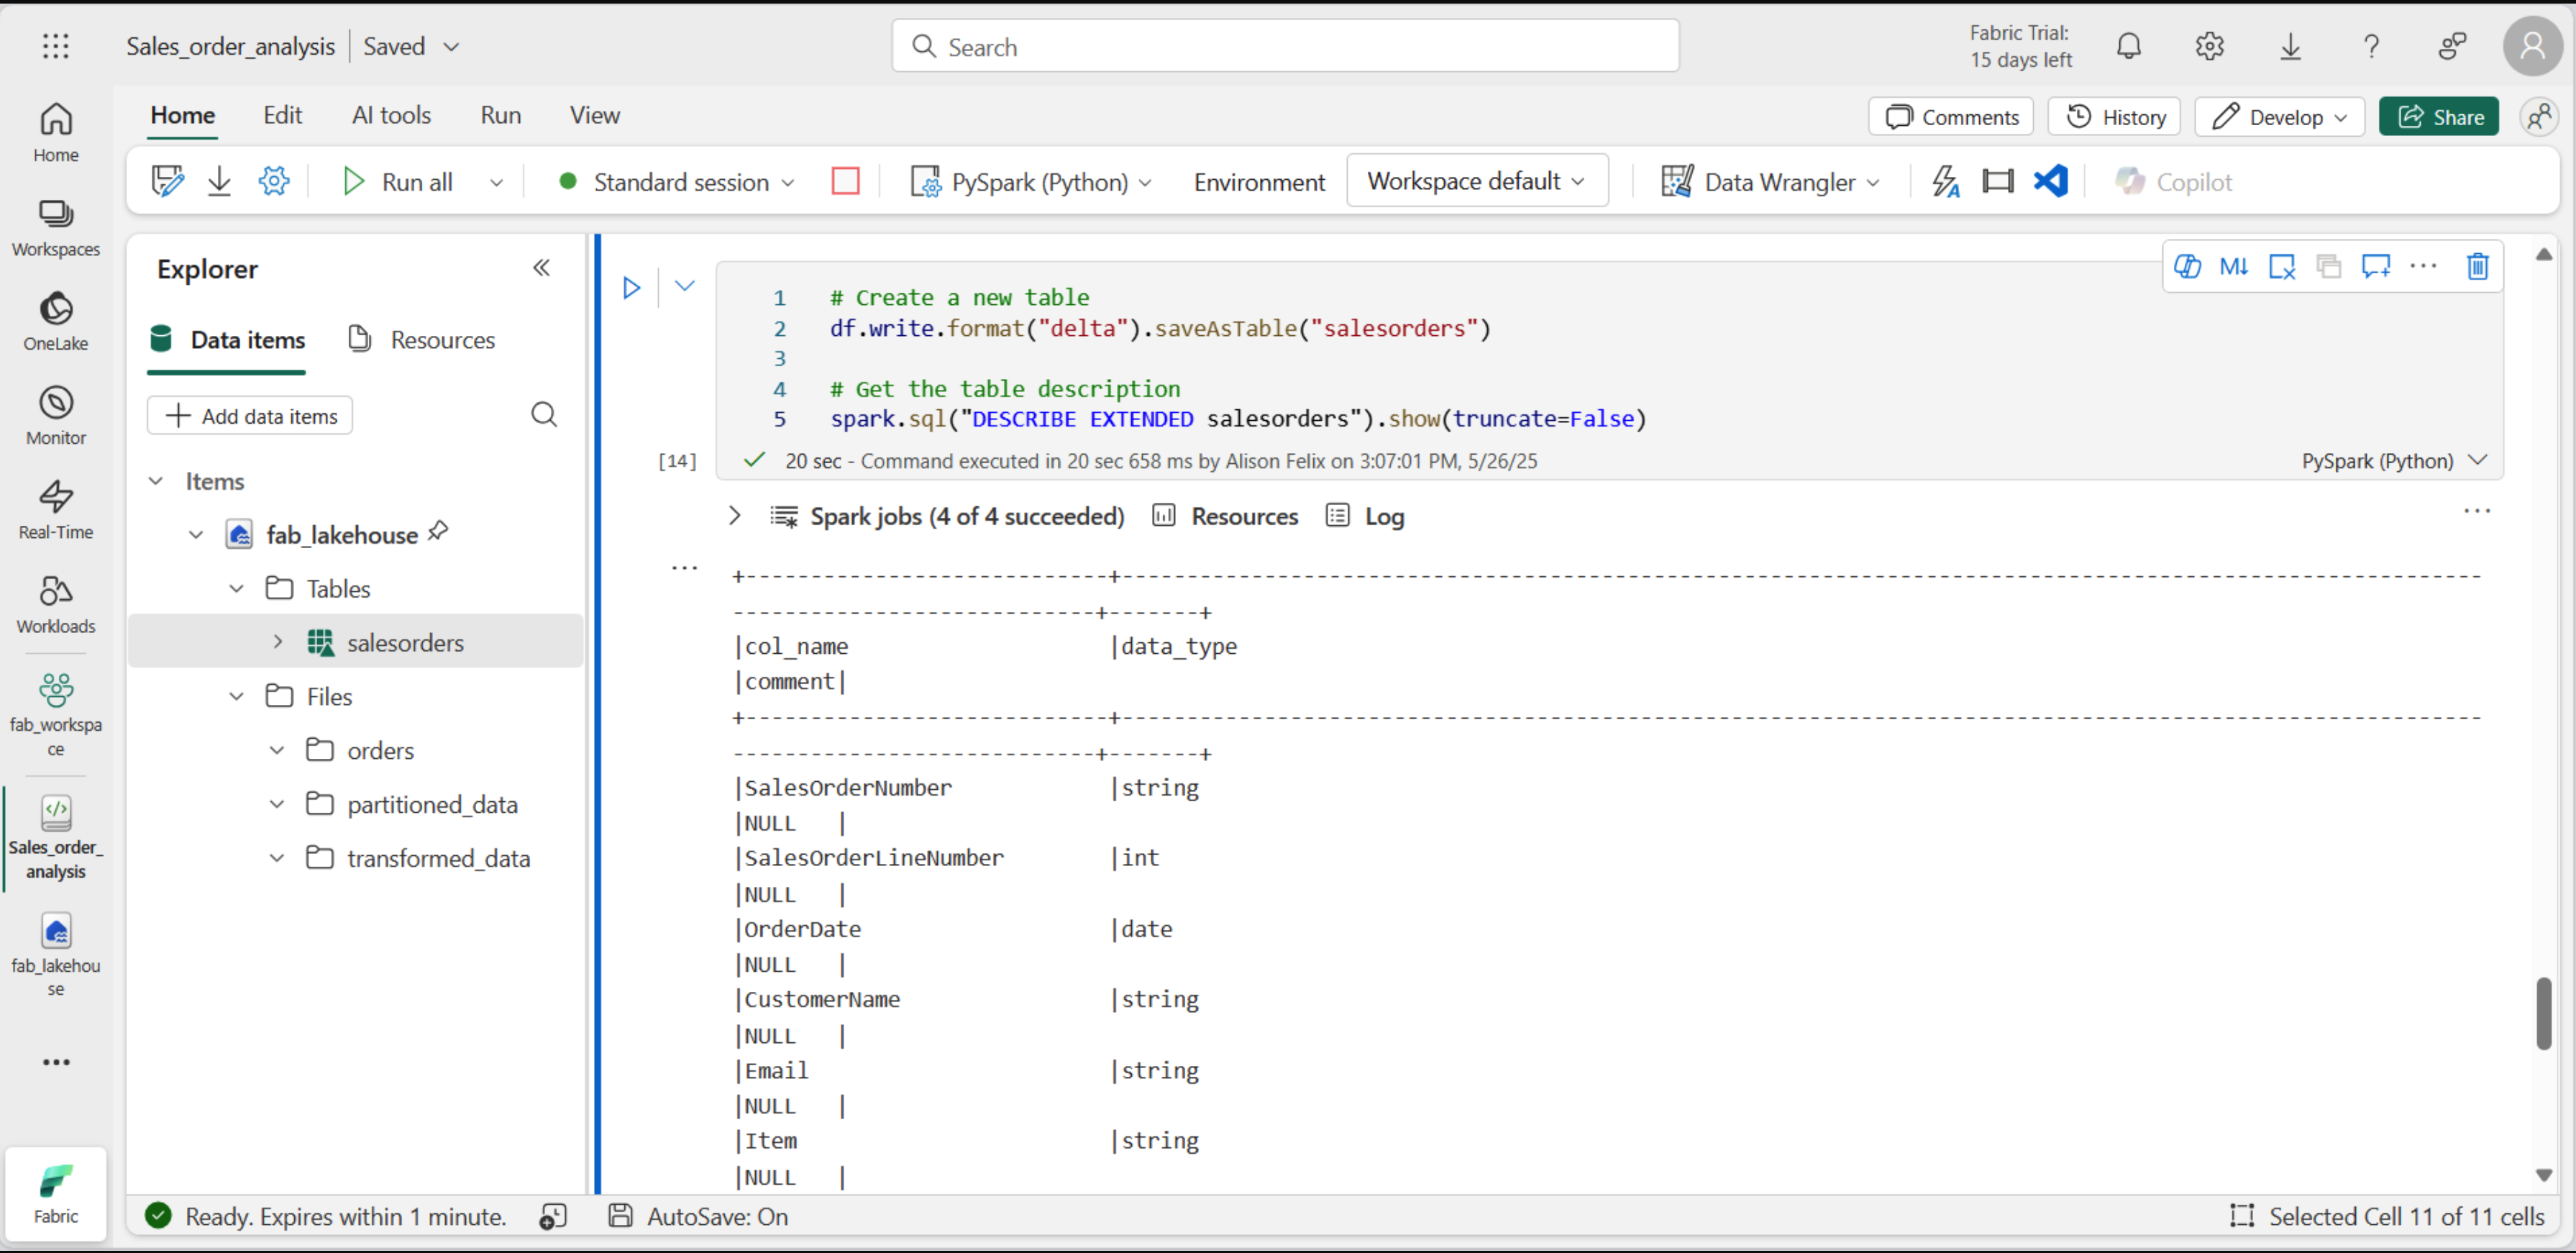 Sales_order_analysis
Saved
Search
Fabric Trial:
15 days left
Home
Edit
AI tools
Run
View
Comments
History
Develop
Share
Run all
Standard session
PySpark (Python)
Environment
Workspace default
Data Wrangler
Copilot
Home
Workspaces
OneLake
Monitor
Real-Time
Workloads
fab_workspa
ce
Sales_order_
analysis
fab_lakehou
se
Fabric
Explorer
Data items
Resources
Add data items
Items
fab_lakehouse
Tables
salesorders
Files
orders
partitioned_data
transformed_data
M↓
1 # Create a new table
2 df.write.format("delta").saveAsTable("salesorders")
3
4 # Get the table description
5 spark.sql("DESCRIBE EXTENDED salesorders").show(truncate=False)
[14] 20 sec - Command executed in 20 sec 658 ms by Alison Felix on 3:07:01 PM, 5/26/25
PySpark (Python)
Spark jobs (4 of 4 succeeded)
Resources
Log
+----------------------------+---------------------------------------------------------------------------------------------------------
----------------------------+-------+
|col_name |data_type
|comment|
+----------------------------+---------------------------------------------------------------------------------------------------------
----------------------------+-------+
|SalesOrderNumber |string
|NULL |
|SalesOrderLineNumber |int
|NULL |
|OrderDate |date
|NULL |
|CustomerName |string
|NULL |
|Email |string
|NULL |
|Item |string
|NULL |
Ready. Expires within 1 minute.
AutoSave: On
Selected Cell 11 of 11 cells